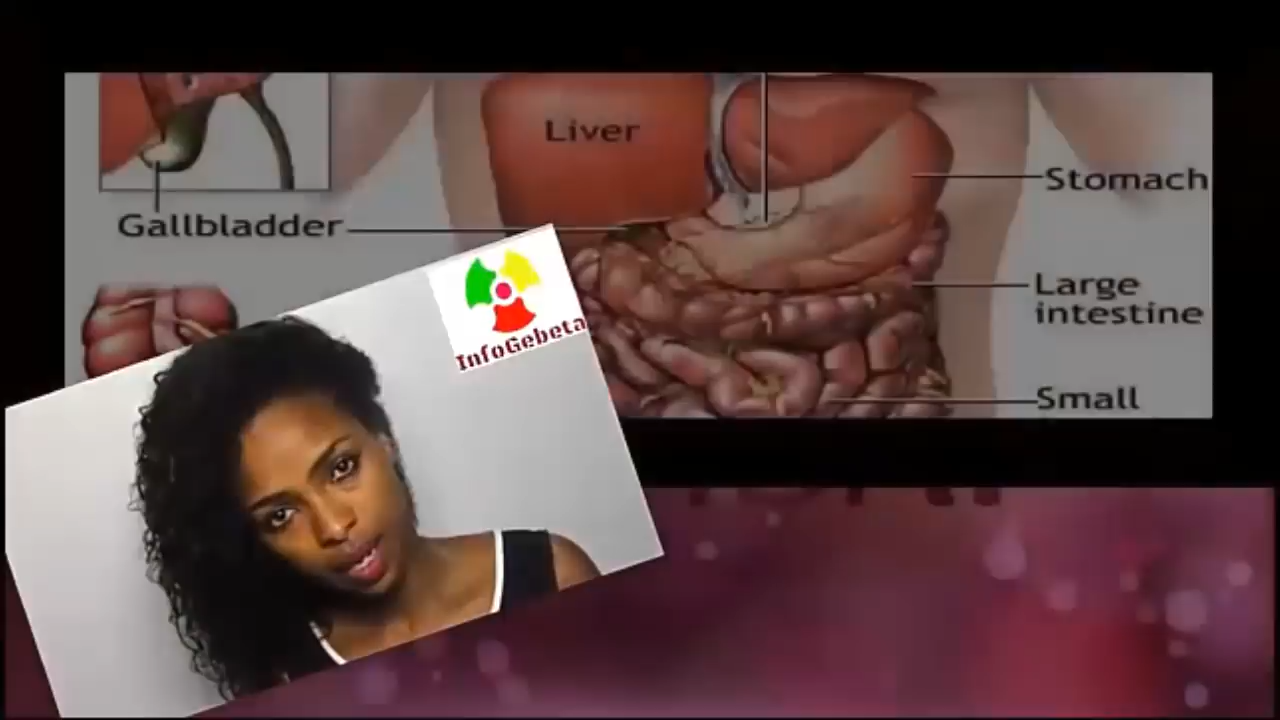 Liver
Stomach
Gallbladder
Large
intestine
InfoGebeta
Small